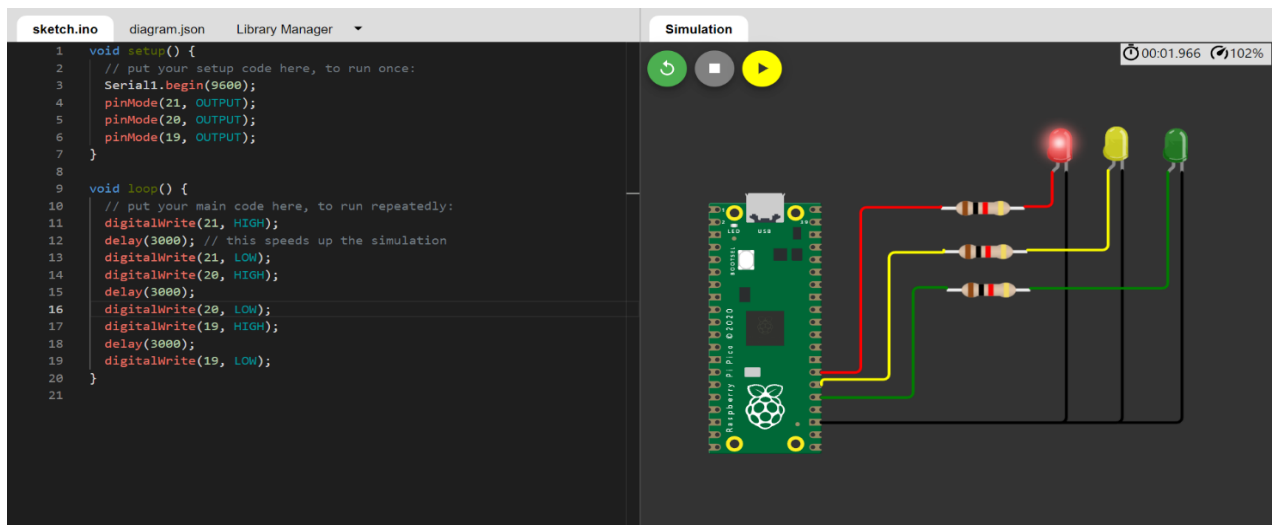 sketch.ino diagram.json Library Manager
1 void setup() {
2 // put your setup code here, to run once:
3 Serial1.begin(9600);
4 pinMode(21, OUTPUT);
5 pinMode(20, OUTPUT);
6 pinMode(19, OUTPUT);
7 }
8
9 void loop() {
10 // put your main code here, to run repeatedly:
11 digitalWrite(21, HIGH);
12 delay(3000); // this speeds up the simulation
13 digitalWrite(21, LOW);
14 digitalWrite(20, HIGH);
15 delay(3000);
16 digitalWrite(20, LOW);
17 digitalWrite(19, HIGH);
18 delay(3000);
19 digitalWrite(19, LOW);
20 }
21
Simulation
00:01.966 102%
LED USB
BOOTSEL
Raspberry Pi Pico ©2020